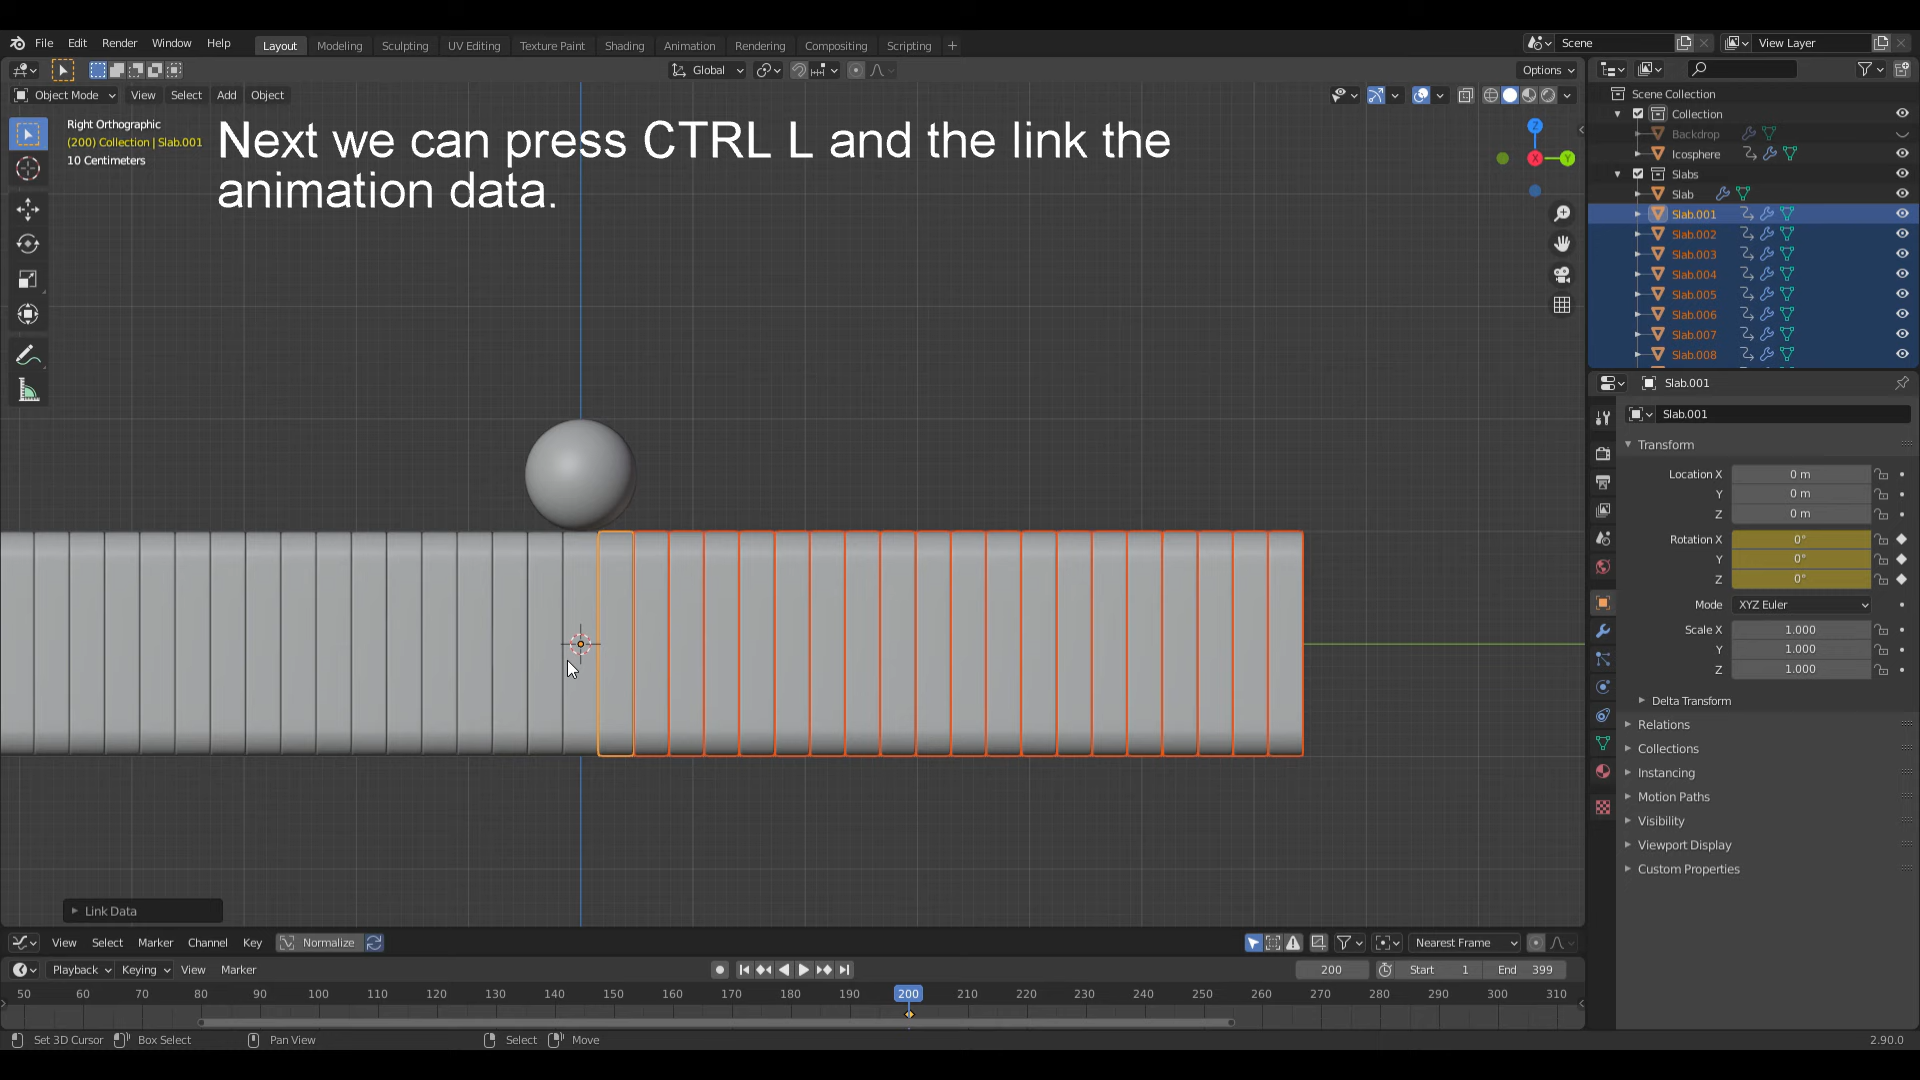 File Edit Render Window Help Layout Modeling Sculpting UV Editing Texture Paint Shading Animation Rendering Compositing Scripting + Scene View Layer
Global Options
Object Mode View Select Add Object
Right Orthographic
(200) Collection | Slab.001
10 Centimeters
Next we can press CTRL L and the link the
animation data.
Z
X
Y
Scene Collection
Collection
Backdrop
Icosphere
Slabs
Slab
Slab.001
Slab.002
Slab.003
Slab.004
Slab.005
Slab.006
Slab.007
Slab.008
Slab.001
Slab.001
Transform
Location X 0 m
Y 0 m
Z 0 m
Rotation X 0°
Y 0°
Z 0°
Mode XYZ Euler
Scale X 1.000
Y 1.000
Z 1.000
Delta Transform
Relations
Collections
Instancing
Motion Paths
Visibility
Viewport Display
Custom Properties
Link Data
View Select Marker Channel Key Normalize Nearest Frame
Playback Keying View Marker 200 Start 1 End 399
50 60 70 80 90 100 110 120 130 140 150 160 170 180 190 200 210 220 230 240 250 260 270 280 290 300 310
Set 3D Cursor Box Select Pan View Select Move 2.90.0